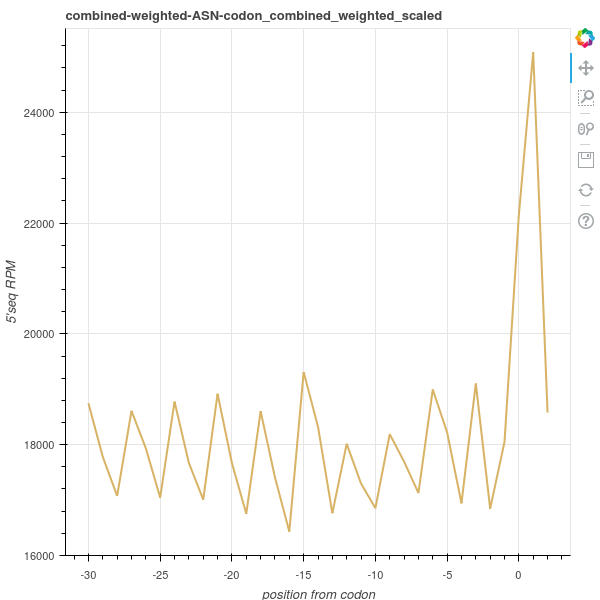 combined-weighted-ASN-codon_combined_weighted_scaled
24000
22000
20000
18000
16000
5'seq RPM
-30 -25 -20 -15 -10 -5 0
position from codon